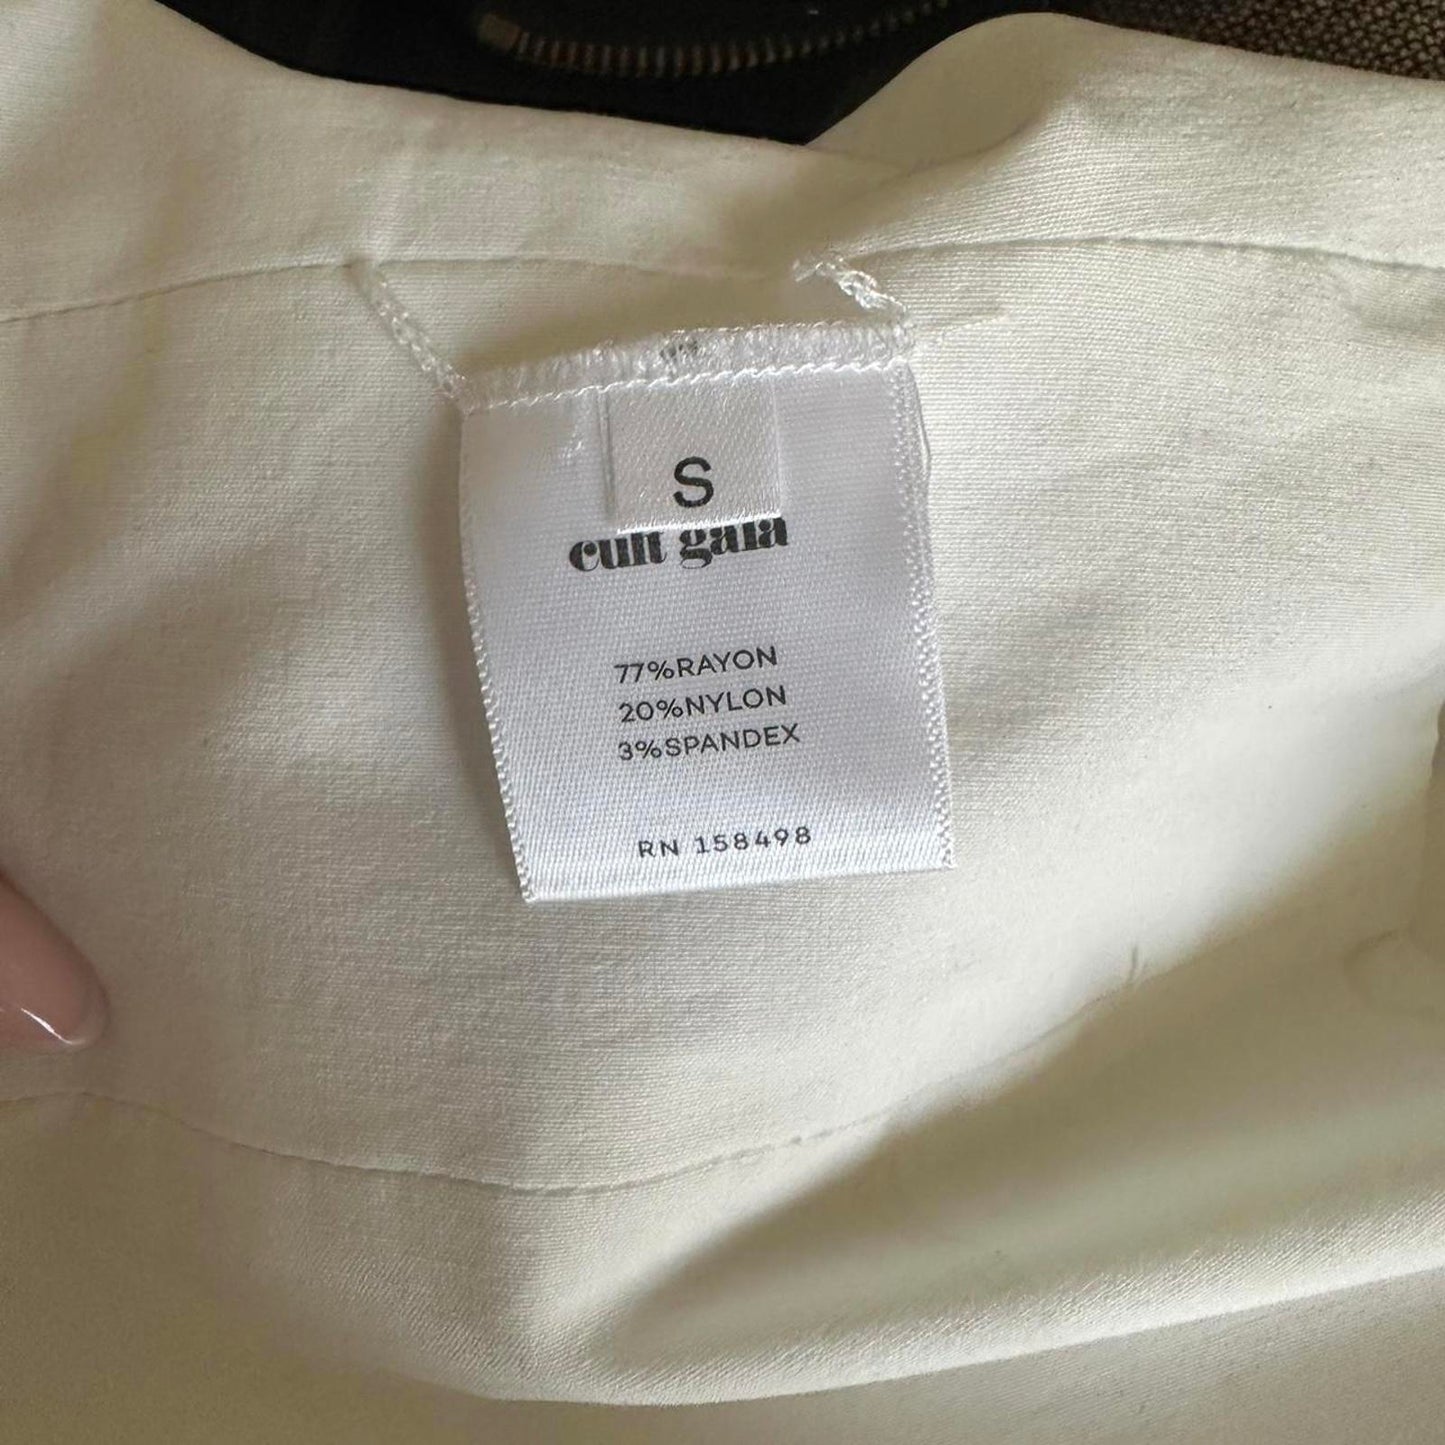 S
cult gaia
77%RAYON
20%NYLON
3%SPANDEX
RN 158498